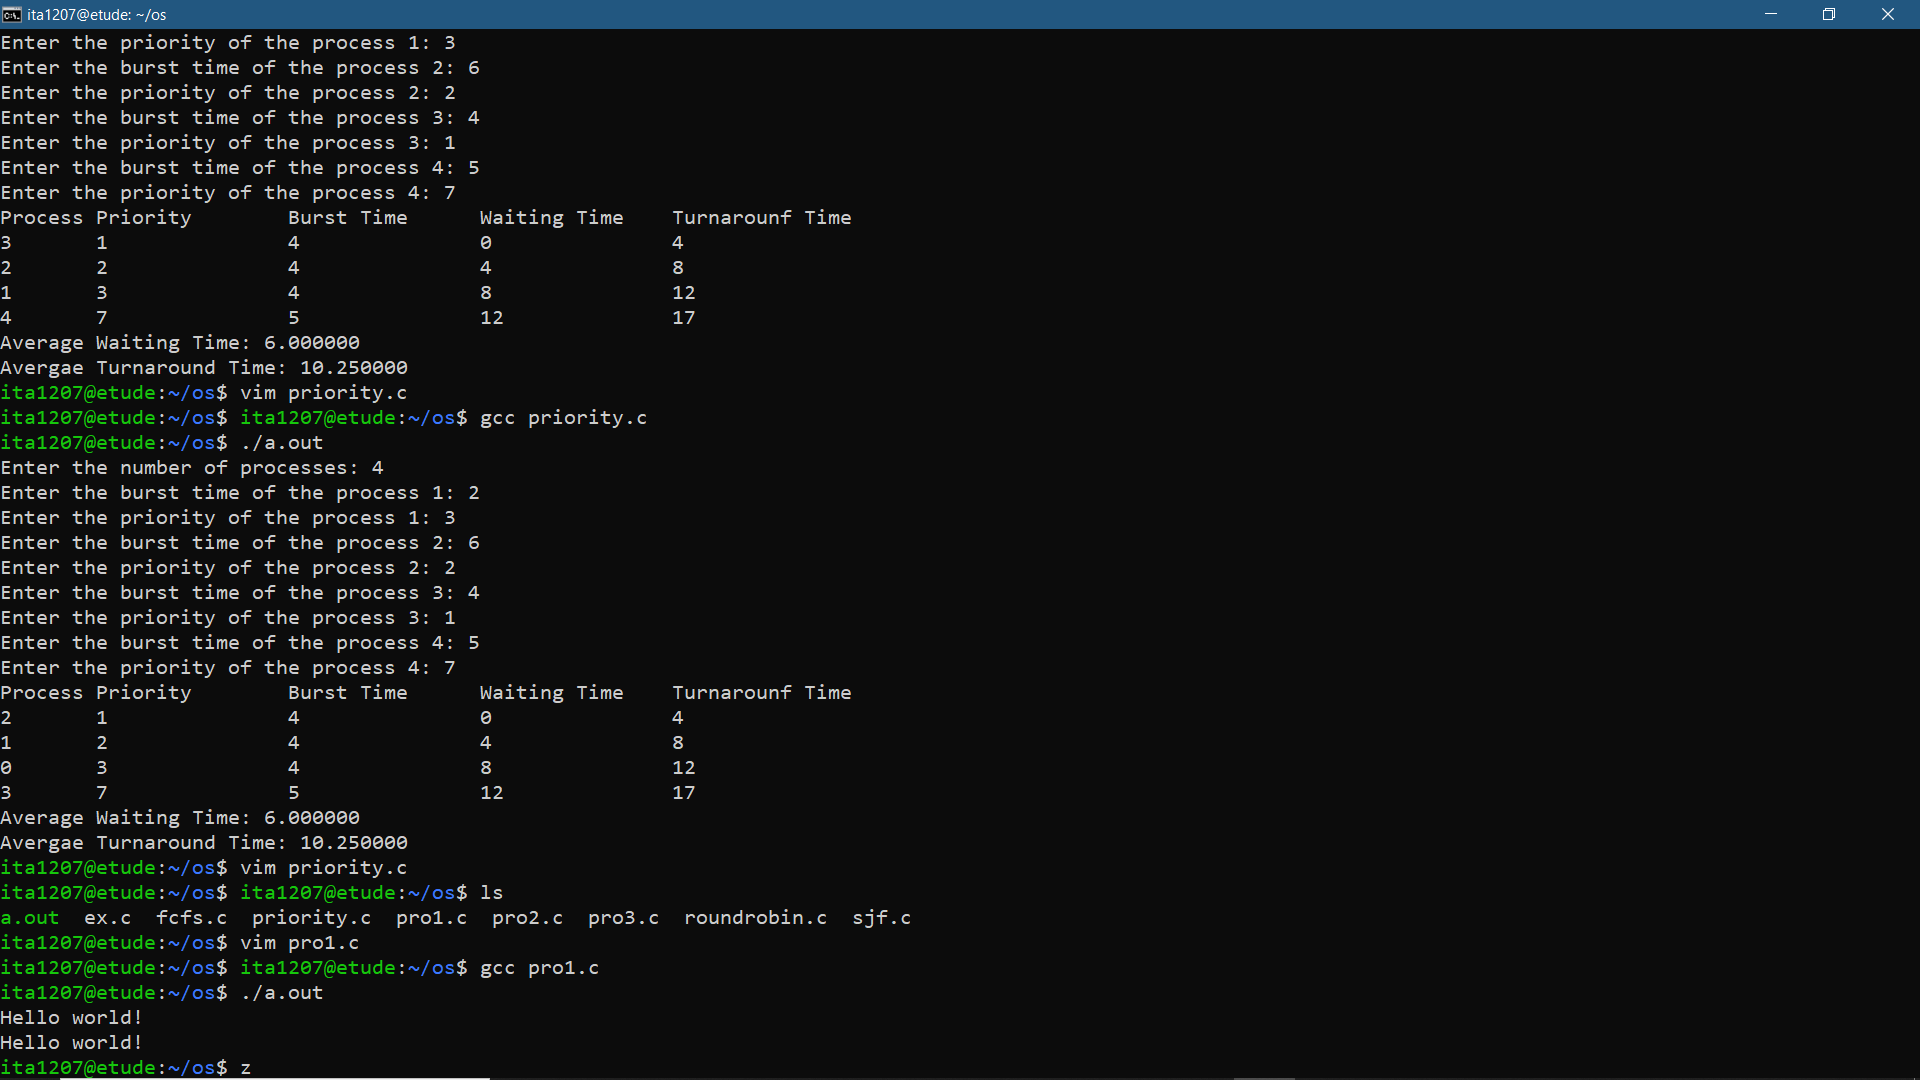 ita1207@etude: ~/os
Enter the priority of the process 1: 3
Enter the burst time of the process 2: 6
Enter the priority of the process 2: 2
Enter the burst time of the process 3: 4
Enter the priority of the process 3: 1
Enter the burst time of the process 4: 5
Enter the priority of the process 4: 7
Process Priority        Burst Time      Waiting Time    Turnarounf Time
3       1               4               0               4
2       2               4               4               8
1       3               4               8               12
4       7               5               12              17
Average Waiting Time: 6.000000
Avergae Turnaround Time: 10.250000
ita1207@etude:~/os$ vim priority.c
ita1207@etude:~/os$ ita1207@etude:~/os$ gcc priority.c
ita1207@etude:~/os$ ./a.out
Enter the number of processes: 4
Enter the burst time of the process 1: 2
Enter the priority of the process 1: 3
Enter the burst time of the process 2: 6
Enter the priority of the process 2: 2
Enter the burst time of the process 3: 4
Enter the priority of the process 3: 1
Enter the burst time of the process 4: 5
Enter the priority of the process 4: 7
Process Priority        Burst Time      Waiting Time    Turnarounf Time
2       1               4               0               4
1       2               4               4               8
0       3               4               8               12
3       7               5               12              17
Average Waiting Time: 6.000000
Avergae Turnaround Time: 10.250000
ita1207@etude:~/os$ vim priority.c
ita1207@etude:~/os$ ita1207@etude:~/os$ ls
a.out  ex.c  fcfs.c  priority.c  pro1.c  pro2.c  pro3.c  roundrobin.c  sjf.c
ita1207@etude:~/os$ vim pro1.c
ita1207@etude:~/os$ ita1207@etude:~/os$ gcc pro1.c
ita1207@etude:~/os$ ./a.out
Hello world!
Hello world!
ita1207@etude:~/os$ z